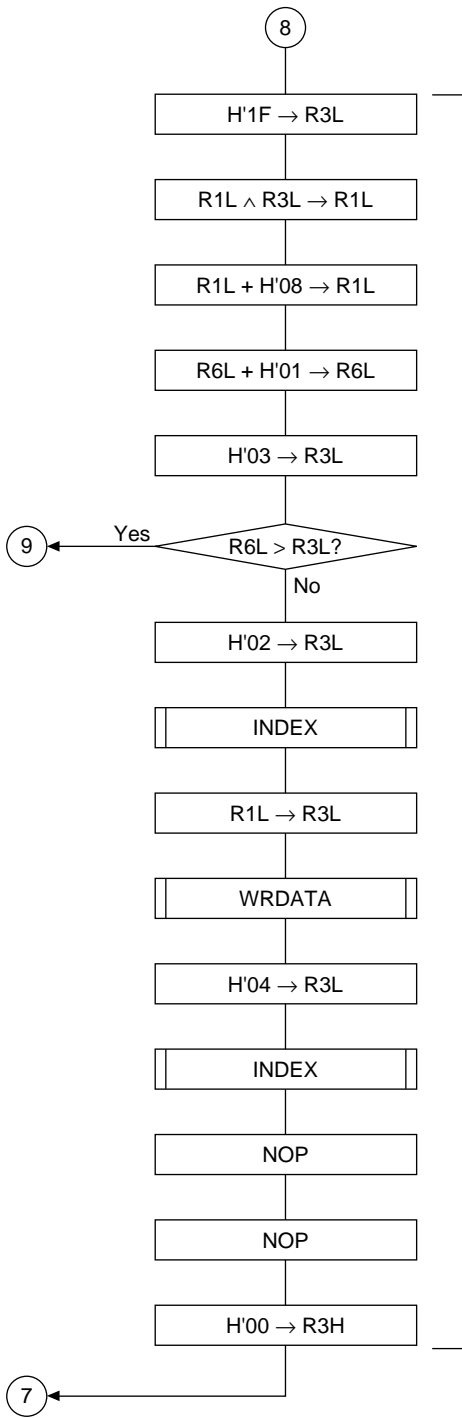 8
H'1F → R3L
R1L ∧ R3L → R1L
R1L + H'08 → R1L
R6L + H'01 → R6L
H'03 → R3L
9
Yes
R6L > R3L?
No
H'02 → R3L
INDEX
R1L → R3L
WRDATA
H'04 → R3L
INDEX
NOP
NOP
H'00 → R3H
7